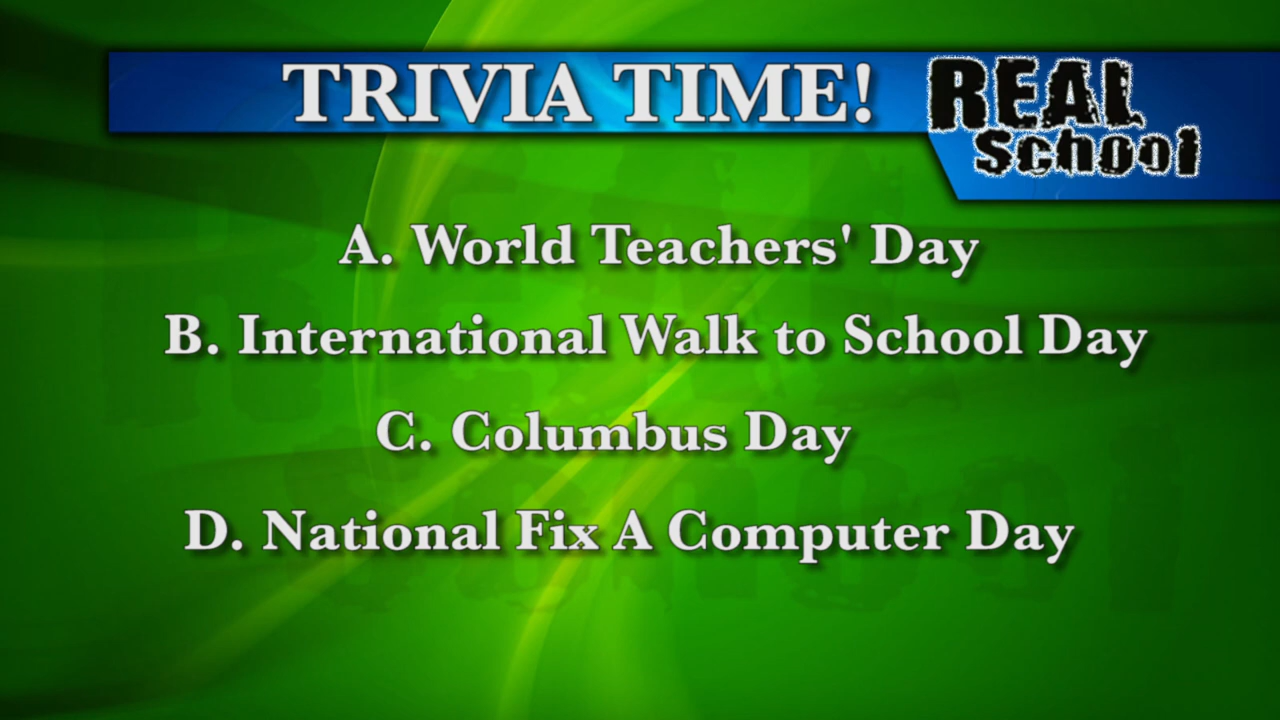 TRIVIA TIME!
REAL
School
A. World Teachers' Day
B. International Walk to School Day
C. Columbus Day
D. National Fix A Computer Day